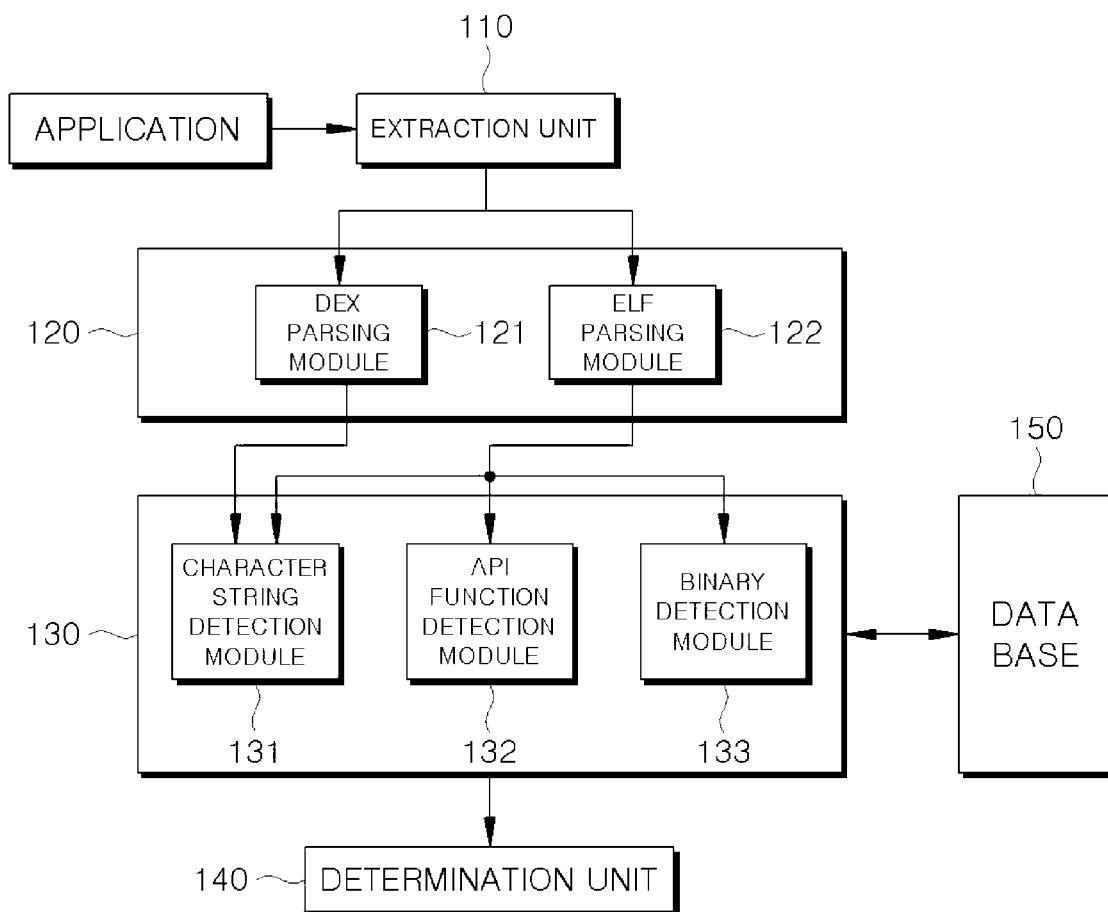 110
APPLICATION
EXTRACTION UNIT
DEX
PARSING
MODULE
ELF
PARSING
MODULE
120
121
122
150
CHARACTER
STRING
DETECTION
MODULE
API
FUNCTION
DETECTION
MODULE
BINARY
DETECTION
MODULE
DATA
BASE
130
131
132
133
140
DETERMINATION UNIT